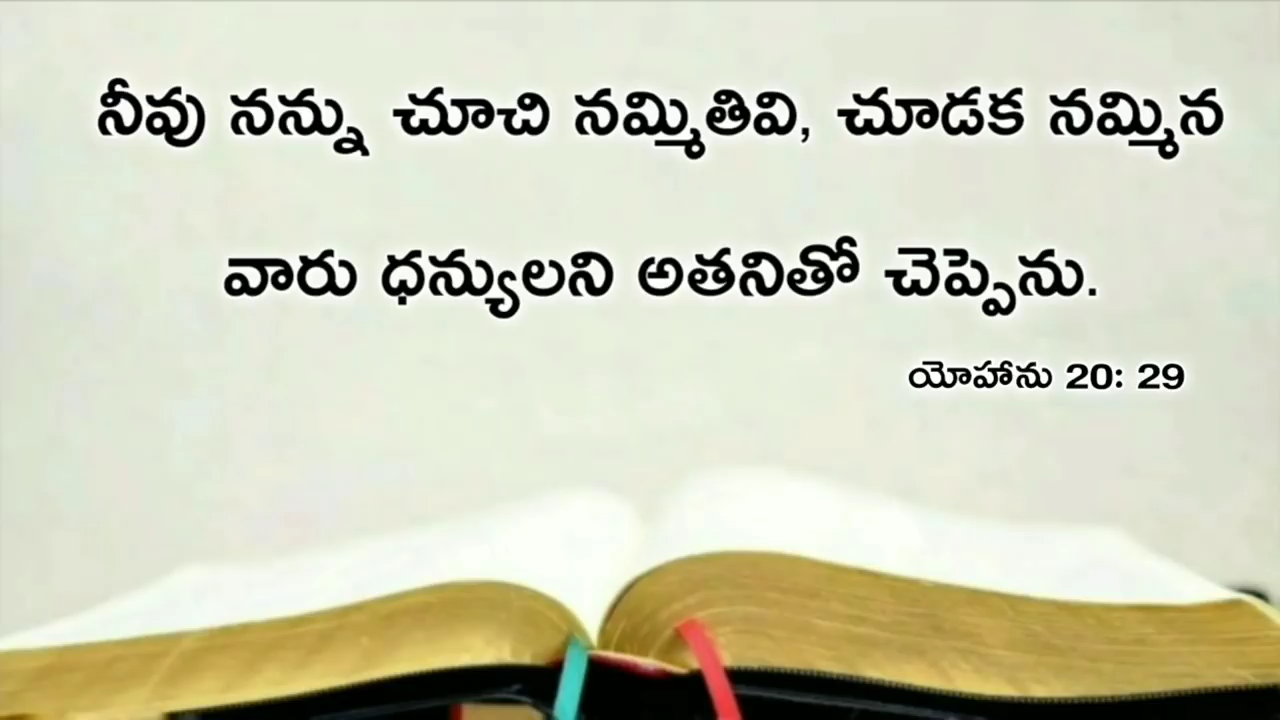 నీవు నన్ను చూచి నమ్మితివి, చూడక నమ్మిన
వారు ధన్యులని అతనితో చెప్పెను.
యోహాను 20: 29